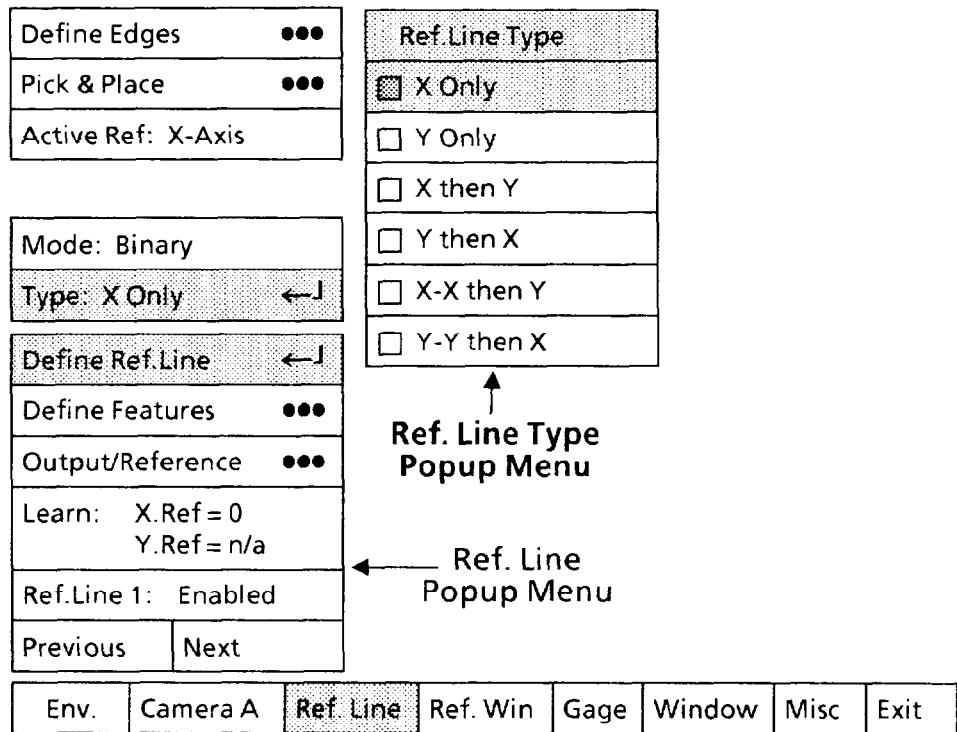 Define Edges ●●●
Pick & Place ●●●
Active Ref: X-Axis
Mode: Binary
Type: X Only ←┘
Define Ref.Line ←┘
Define Features ●●●
Output/Reference ●●●
Learn: X.Ref = 0
Y.Ref = n/a
Ref.Line 1: Enabled
Previous Next
Ref.Line Type
X Only
Y Only
X then Y
Y then X
X-X then Y
Y-Y then X
Ref. Line Type
Popup Menu
Ref. Line
Popup Menu
Env. Camera A Ref. Line Ref. Win Gage Window Misc Exit